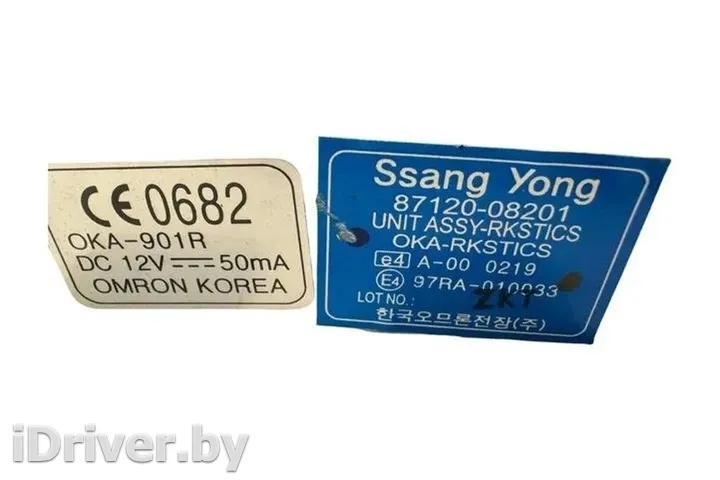 CE 0682
OKA-901R
DC 12V 50mA
OMRON KOREA
Ssang Yong
87120-08201
UNIT ASSY-RKSTICS
OKA-RKSTICS
e4 A-00 0219
E4 97RA-010933
LOT NO.: ZKT
한국오므론전장(주)
iDriver.by